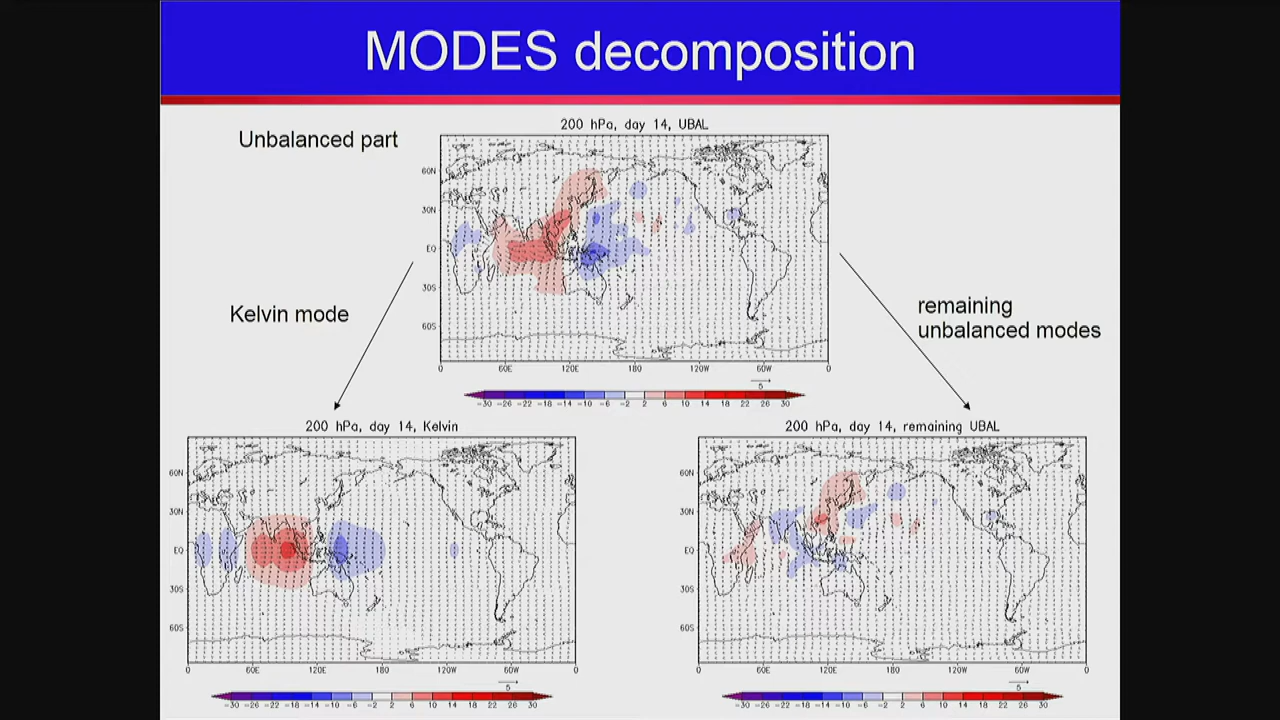 MODES decomposition
Unbalanced part
200 hPa, day 14, UBAL
60N
30N
EQ
30S
60S
0 60E 120E 180 120W 60W 0
5
-30 -26 -22 -18 -14 -10 -6 -2 2 6 10 14 18 22 26 30
Kelvin mode
remaining
unbalanced modes
200 hPa, day 14, Kelvin
60N
30N
EQ
30S
60S
0 60E 120E 180 120W 60W 0
5
-30 -26 -22 -18 -14 -10 -6 -2 2 6 10 14 18 22 26 30
200 hPa, day 14, remaining UBAL
60N
30N
EQ
30S
60S
0 60E 120E 180 120W 60W 0
5
-30 -26 -22 -18 -14 -10 -6 -2 2 6 10 14 18 22 26 30